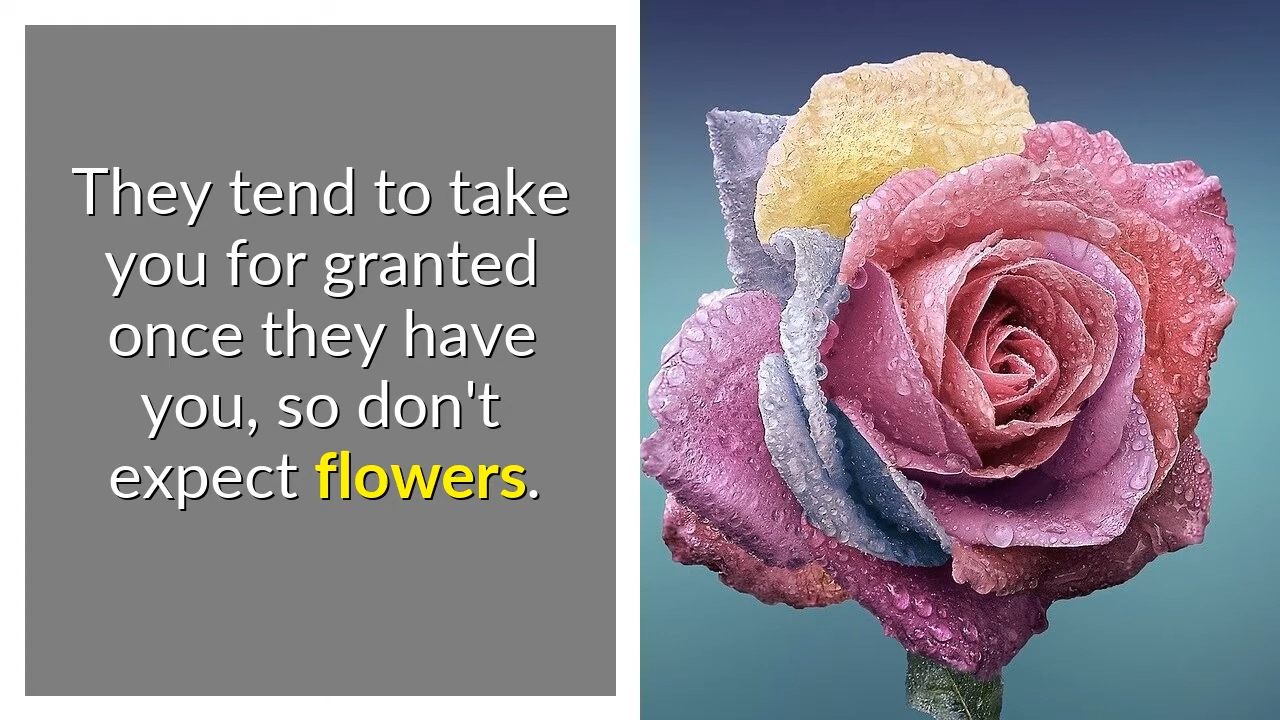 They tend to take
you for granted
once they have
you, so don't
expect flowers.